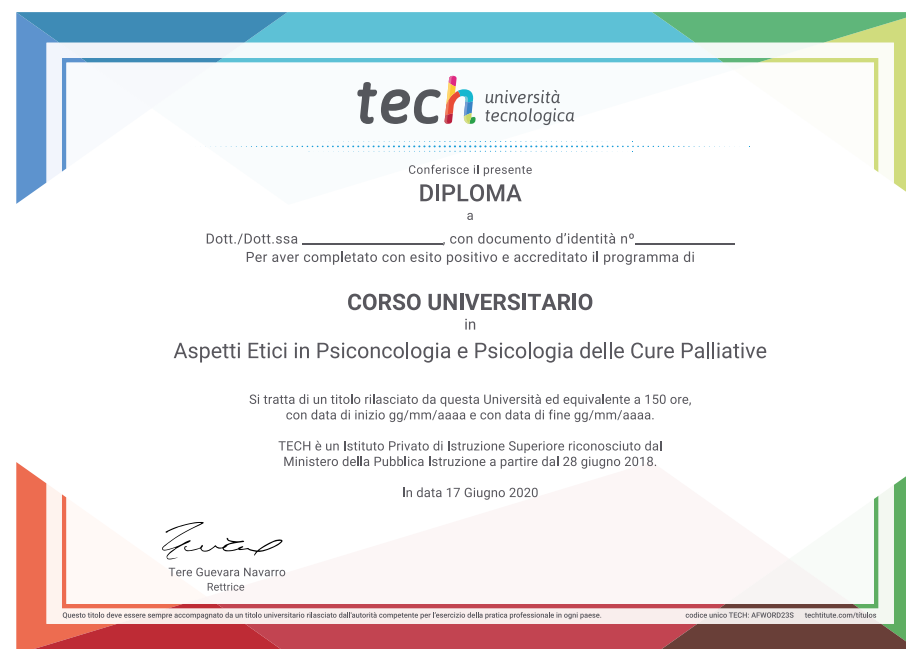 tech università
tecnologica
Conferisce il presente
DIPLOMA
a
Dott./Dott.ssa ____________________, con documento d'identità nº______________
Per aver completato con esito positivo e accreditato il programma di
CORSO UNIVERSITARIO
in
Aspetti Etici in Psiconcologia e Psicologia delle Cure Palliative
Si tratta di un titolo rilasciato da questa Università ed equivalente a 150 ore,
con data di inizio gg/mm/aaaa e con data di fine gg/mm/aaaa.
TECH è un Istituto Privato di Istruzione Superiore riconosciuto dal
Ministero della Pubblica Istruzione a partire dal 28 giugno 2018.
In data 17 Giugno 2020
Tere Guevara Navarro
Rettrice
Questo titolo deve essere sempre accompagnato da un titolo universitario rilasciato dall'autorità competente per l'esercizio della pratica professionale in ogni paese. codice unico TECH: AFWORD23S techtitute.com/titulos